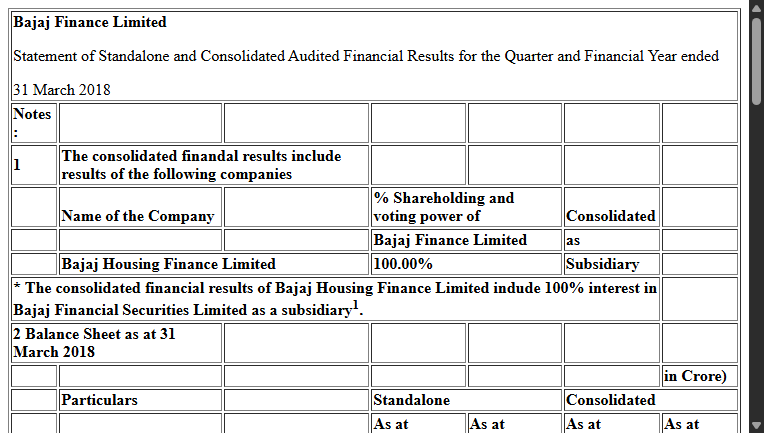 Bajaj Finance Limited
Statement of Standalone and Consolidated Audited Financial Results for the Quarter and Financial Year ended
31 March 2018
Notes
:
1
The consolidated finandal results include
results of the following companies
Name of the Company
% Shareholding and
voting power of
Consolidated
Bajaj Finance Limited
as
Bajaj Housing Finance Limited
100.00%
Subsidiary
* The consolidated financial results of Bajaj Housing Finance Limited indude 100% interest in
Bajaj Financial Securities Limited as a subsidiary1.
2 Balance Sheet as at 31
March 2018
in Crore)
Particulars
Standalone
Consolidated
As at
As at
As at
As at